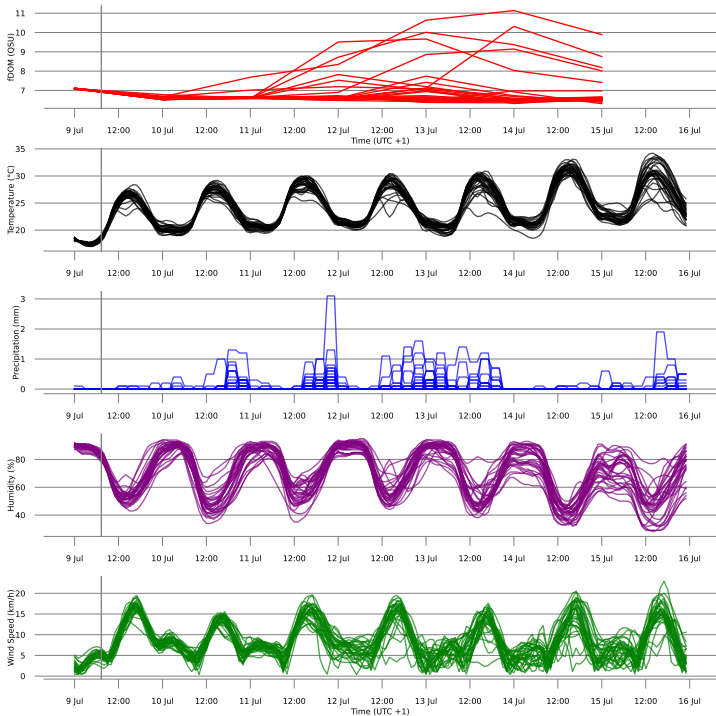 fDOM (QSU)
11
10
9
8
7
9 Jul 12:00 10 Jul 12:00 11 Jul 12:00 12 Jul 12:00 13 Jul 12:00 14 Jul 12:00 15 Jul 12:00 16 Jul
Time (UTC +1)
Temperature (°C)
35
30
25
20
9 Jul 12:00 10 Jul 12:00 11 Jul 12:00 12 Jul 12:00 13 Jul 12:00 14 Jul 12:00 15 Jul 12:00 16 Jul
Precipitation (mm)
3
2
1
0
9 Jul 12:00 10 Jul 12:00 11 Jul 12:00 12 Jul 12:00 13 Jul 12:00 14 Jul 12:00 15 Jul 12:00 16 Jul
Humidity (%)
80
60
40
9 Jul 12:00 10 Jul 12:00 11 Jul 12:00 12 Jul 12:00 13 Jul 12:00 14 Jul 12:00 15 Jul 12:00 16 Jul
Wind Speed (km/h)
20
15
10
5
0
9 Jul 12:00 10 Jul 12:00 11 Jul 12:00 12 Jul 12:00 13 Jul 12:00 14 Jul 12:00 15 Jul 12:00 16 Jul
Time (UTC +1)